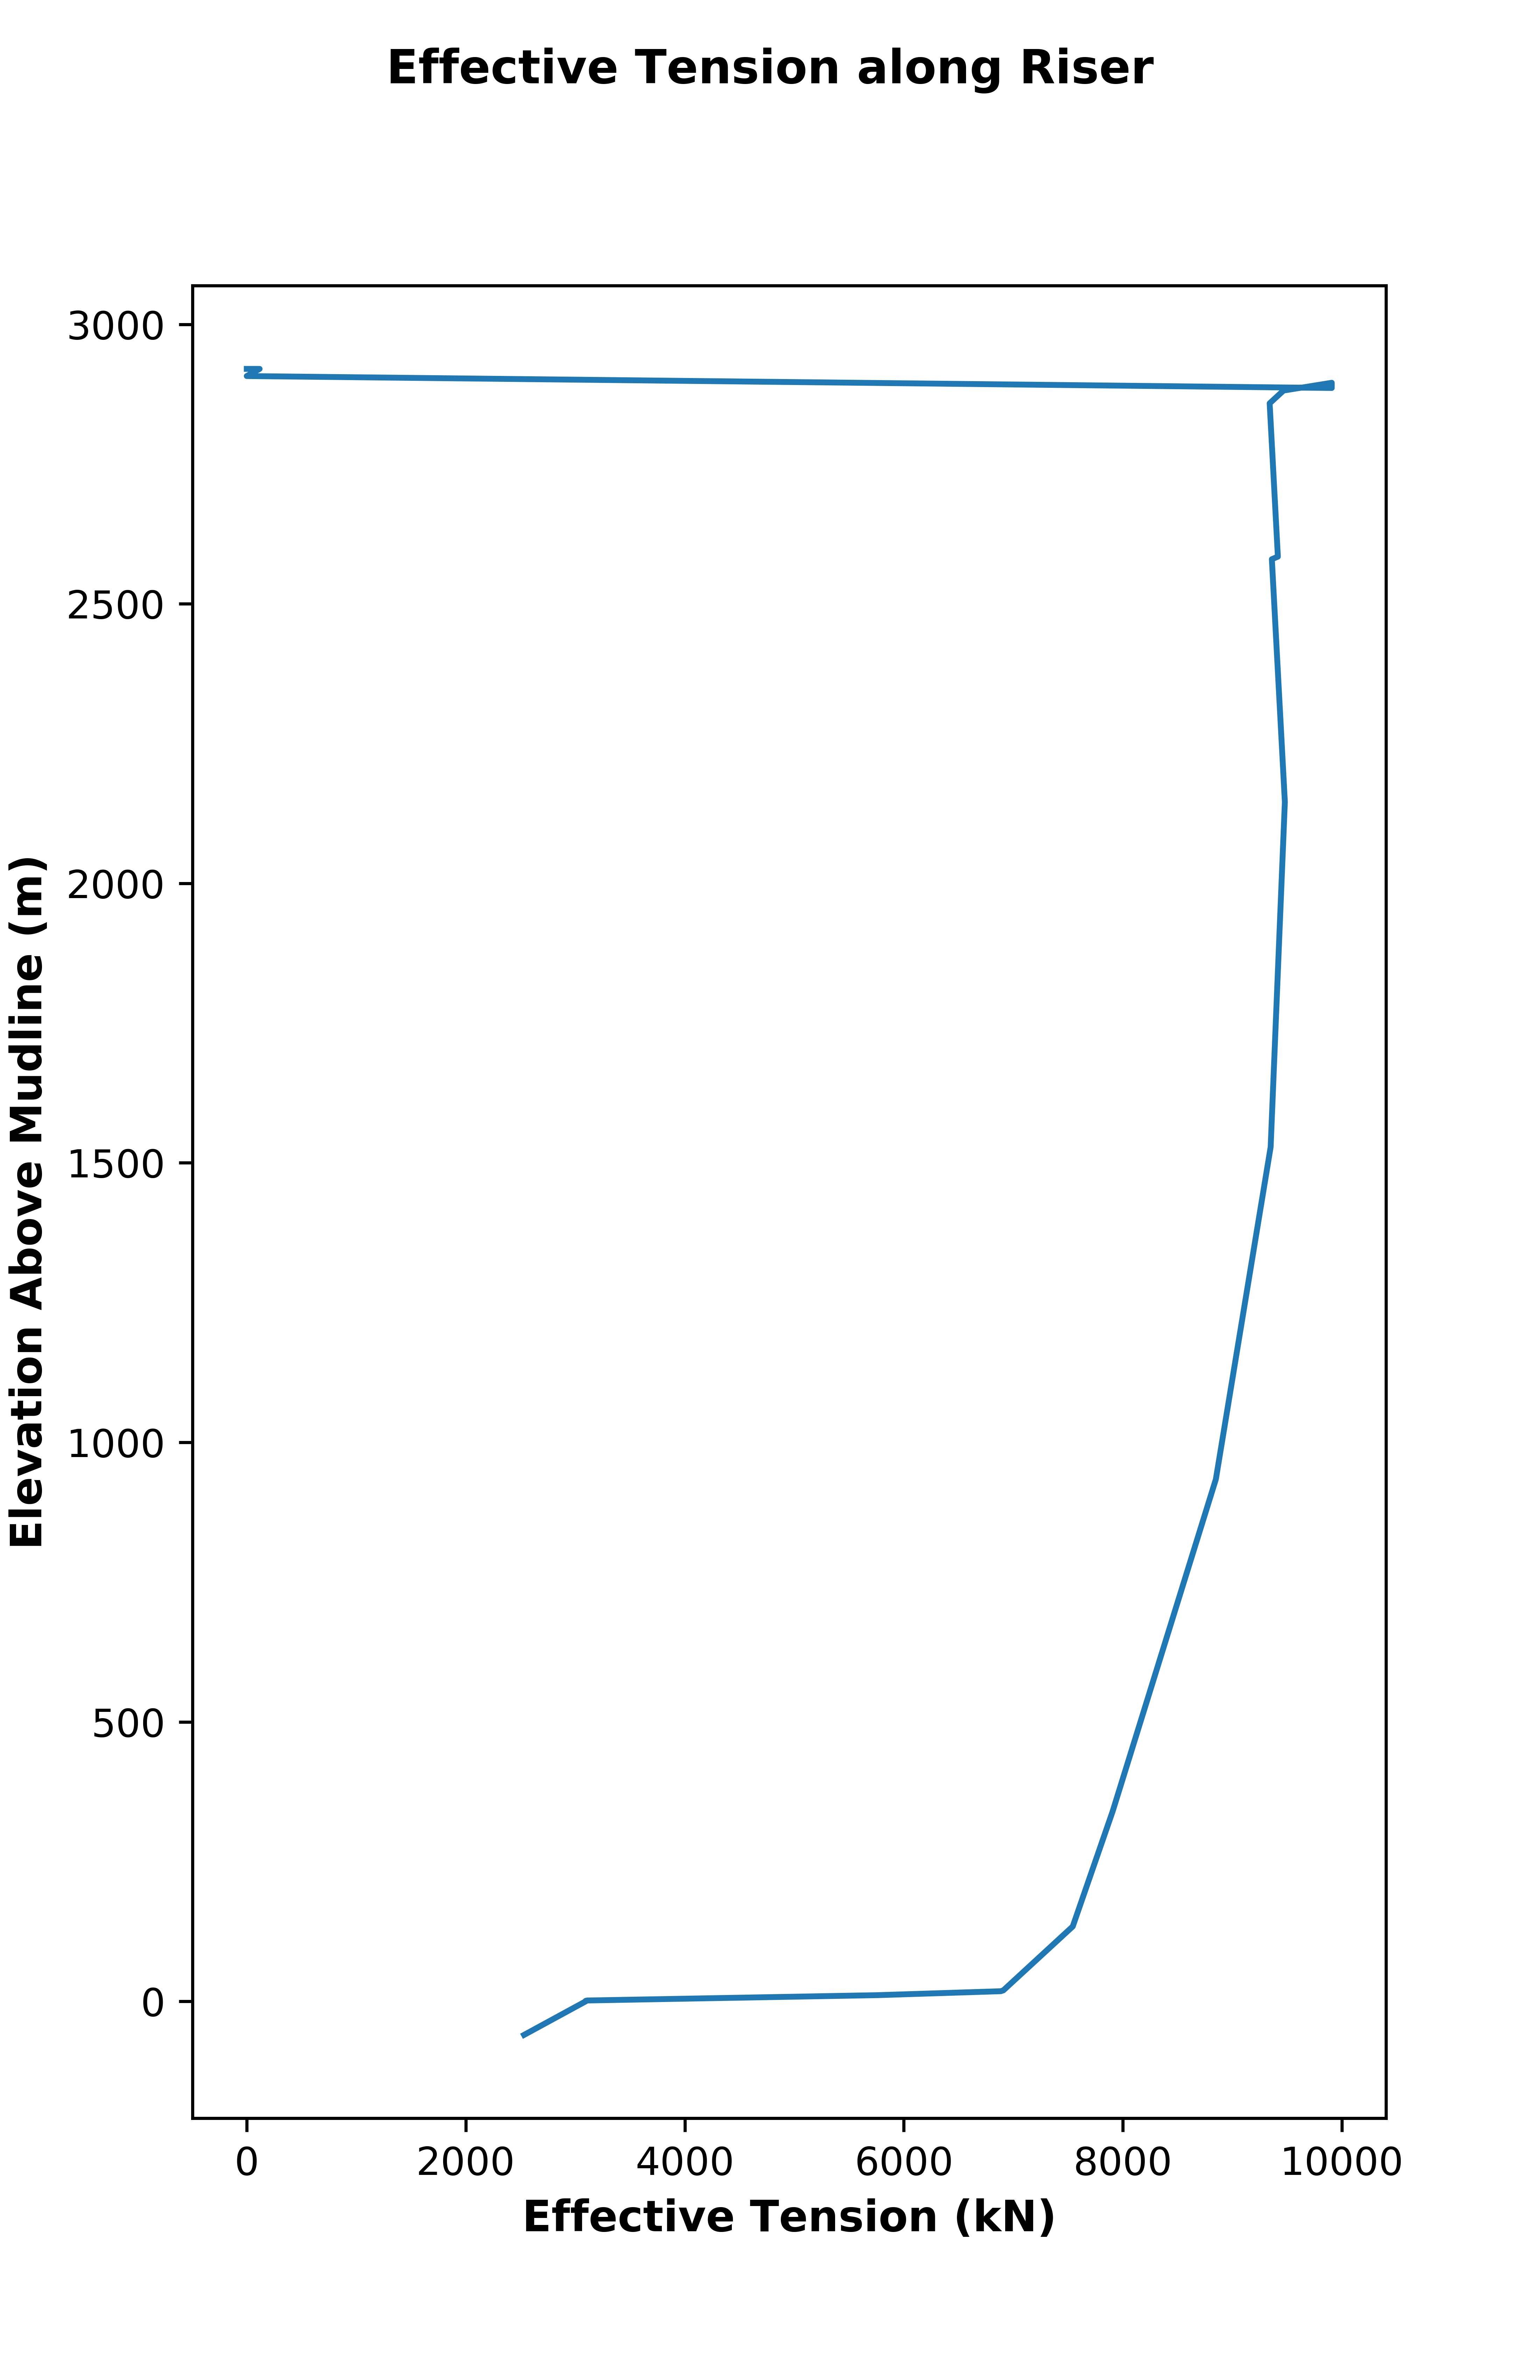 Effective Tension along Riser
3000
2500
2000
1500
1000
500
0
Elevation Above Mudline (m)
0 2000 4000 6000 8000 10000
Effective Tension (kN)